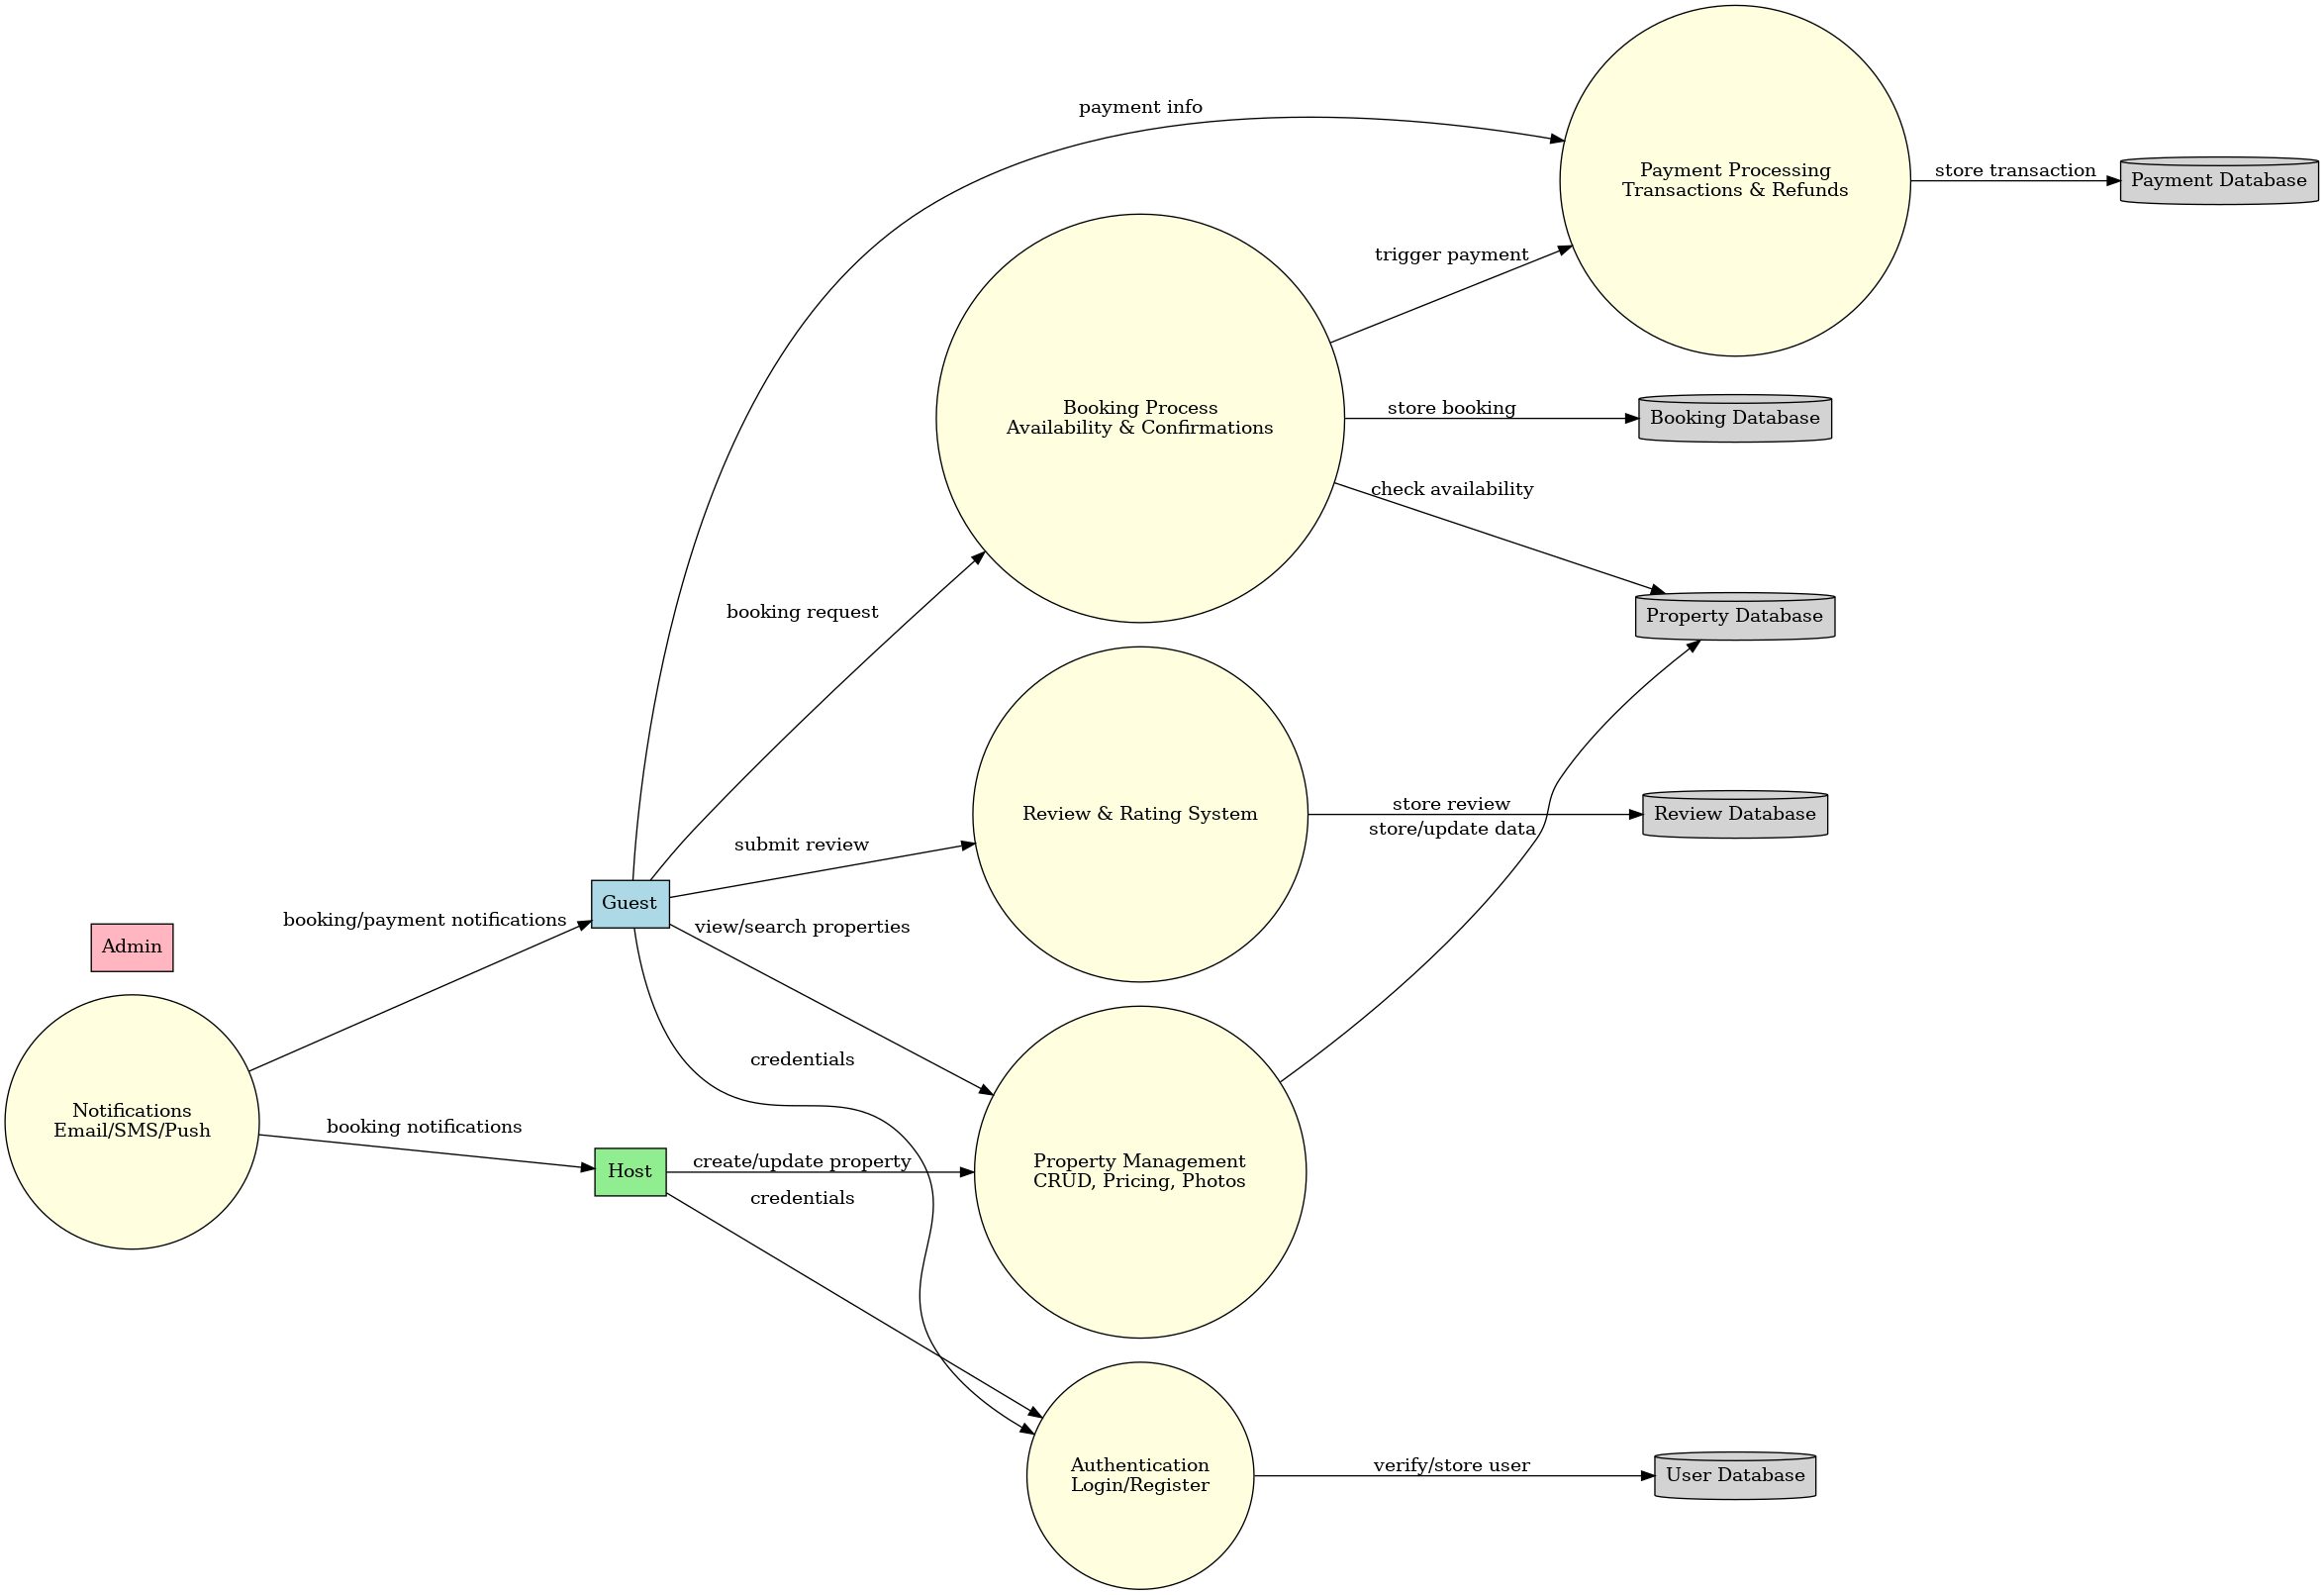 payment info
Payment Processing
Transactions & Refunds
store transaction
Payment Database
trigger payment
Booking Process
Availability & Confirmations
store booking
Booking Database
check availability
booking request
Property Database
Review & Rating System
store review
Review Database
store/update data
submit review
Guest
booking/payment notifications
view/search properties
Admin
credentials
Notifications
Email/SMS/Push
booking notifications
Host
create/update property
Property Management
CRUD, Pricing, Photos
credentials
Authentication
Login/Register
verify/store user
User Database